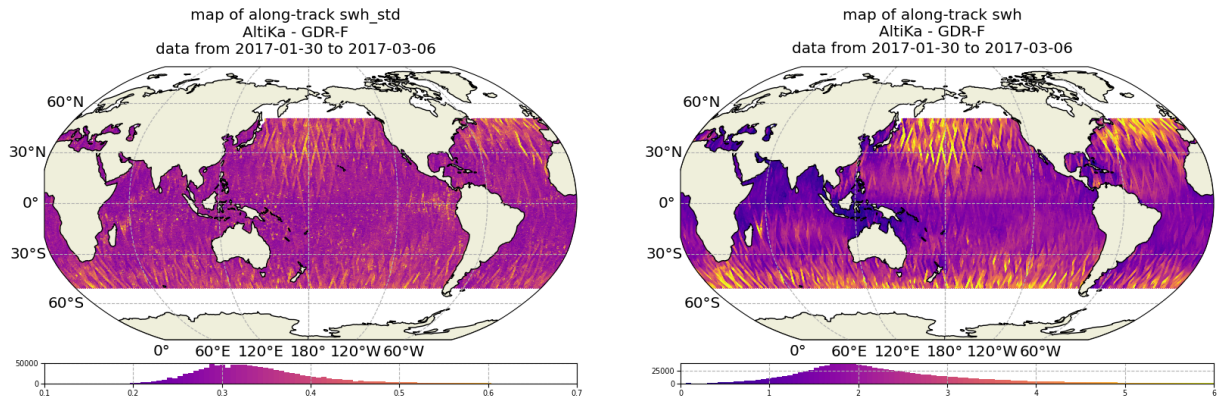 map of along-track swh_std
AltiKa - GDR-F
data from 2017-01-30 to 2017-03-06
60°N
30°N
0°
30°S
60°S
0° 60°E 120°E 180° 120°W 60°W
50000
0
0.1 0.2 0.3 0.4 0.5 0.6 0.7
map of along-track swh
AltiKa - GDR-F
data from 2017-01-30 to 2017-03-06
60°N
30°N
0°
30°S
60°S
0° 60°E 120°E 180° 120°W 60°W
25000
0
0 1 2 3 4 5 6